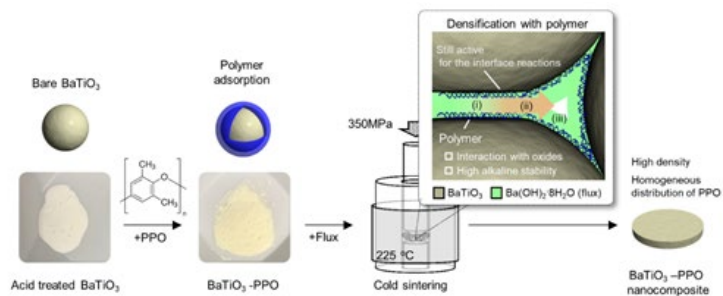 Densification with polymer
Still active
for the interface reactions
(i)
(ii)
(iii)
Polymer
Interaction with oxides
High alkaline stability
BaTiO₃
Ba(OH)₂·8H₂O (flux)
Bare BaTiO₃
Polymer
adsorption
350MPa
CH₃
O
n
CH₃
+PPO
+Flux
225 °C
High density
Homogeneous
distribution of PPO
Acid treated BaTiO₃
BaTiO₃ -PPO
Cold sintering
BaTiO₃ –PPO
nanocomposite